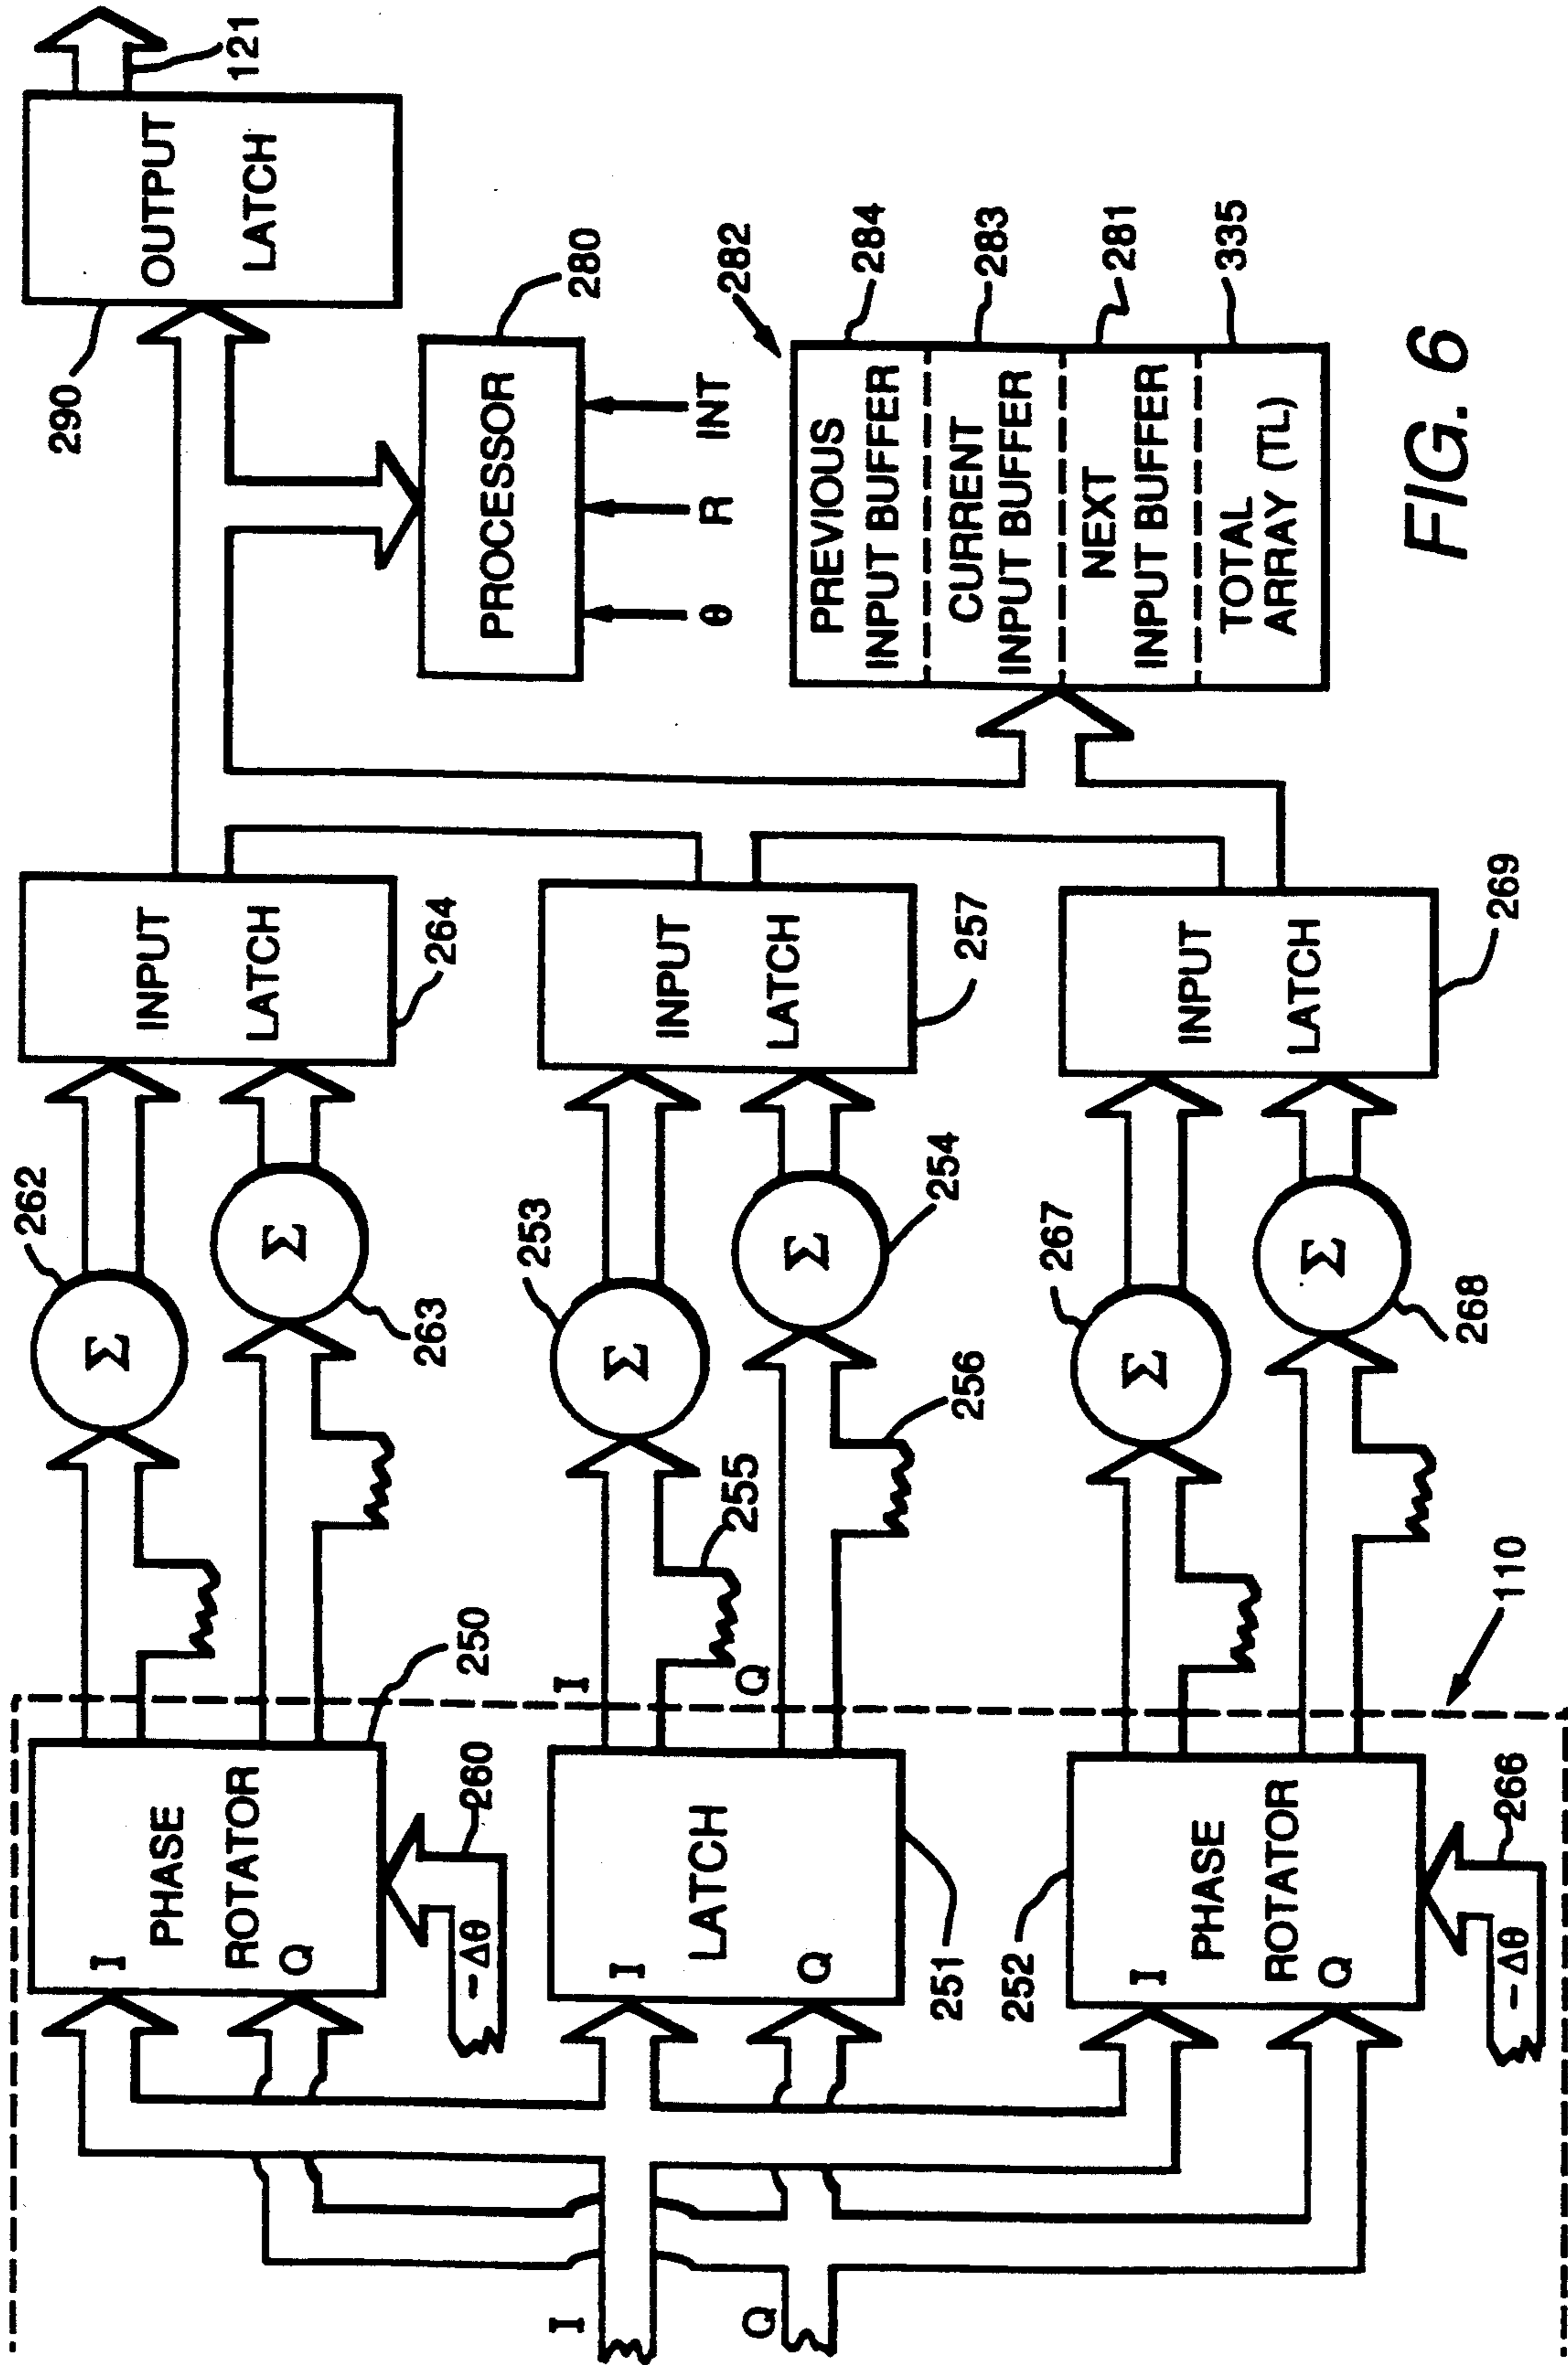 I
Q
I
PHASE
ROTATOR
Q
250
-Δθ
260
I
LATCH
Q
251
I
Q
252
I
PHASE
ROTATOR
Q
-Δθ
266
110
Σ
262
Σ
263
255
Σ
253
256
Σ
254
Σ
267
Σ
268
INPUT
LATCH
264
INPUT
LATCH
257
INPUT
LATCH
269
290
OUTPUT
LATCH
121
PROCESSOR
280
θ
R
INT
282
PREVIOUS
INPUT BUFFER
284
CURRENT
INPUT BUFFER
283
NEXT
INPUT BUFFER
281
TOTAL
ARRAY (TL)
335
FIG. 6